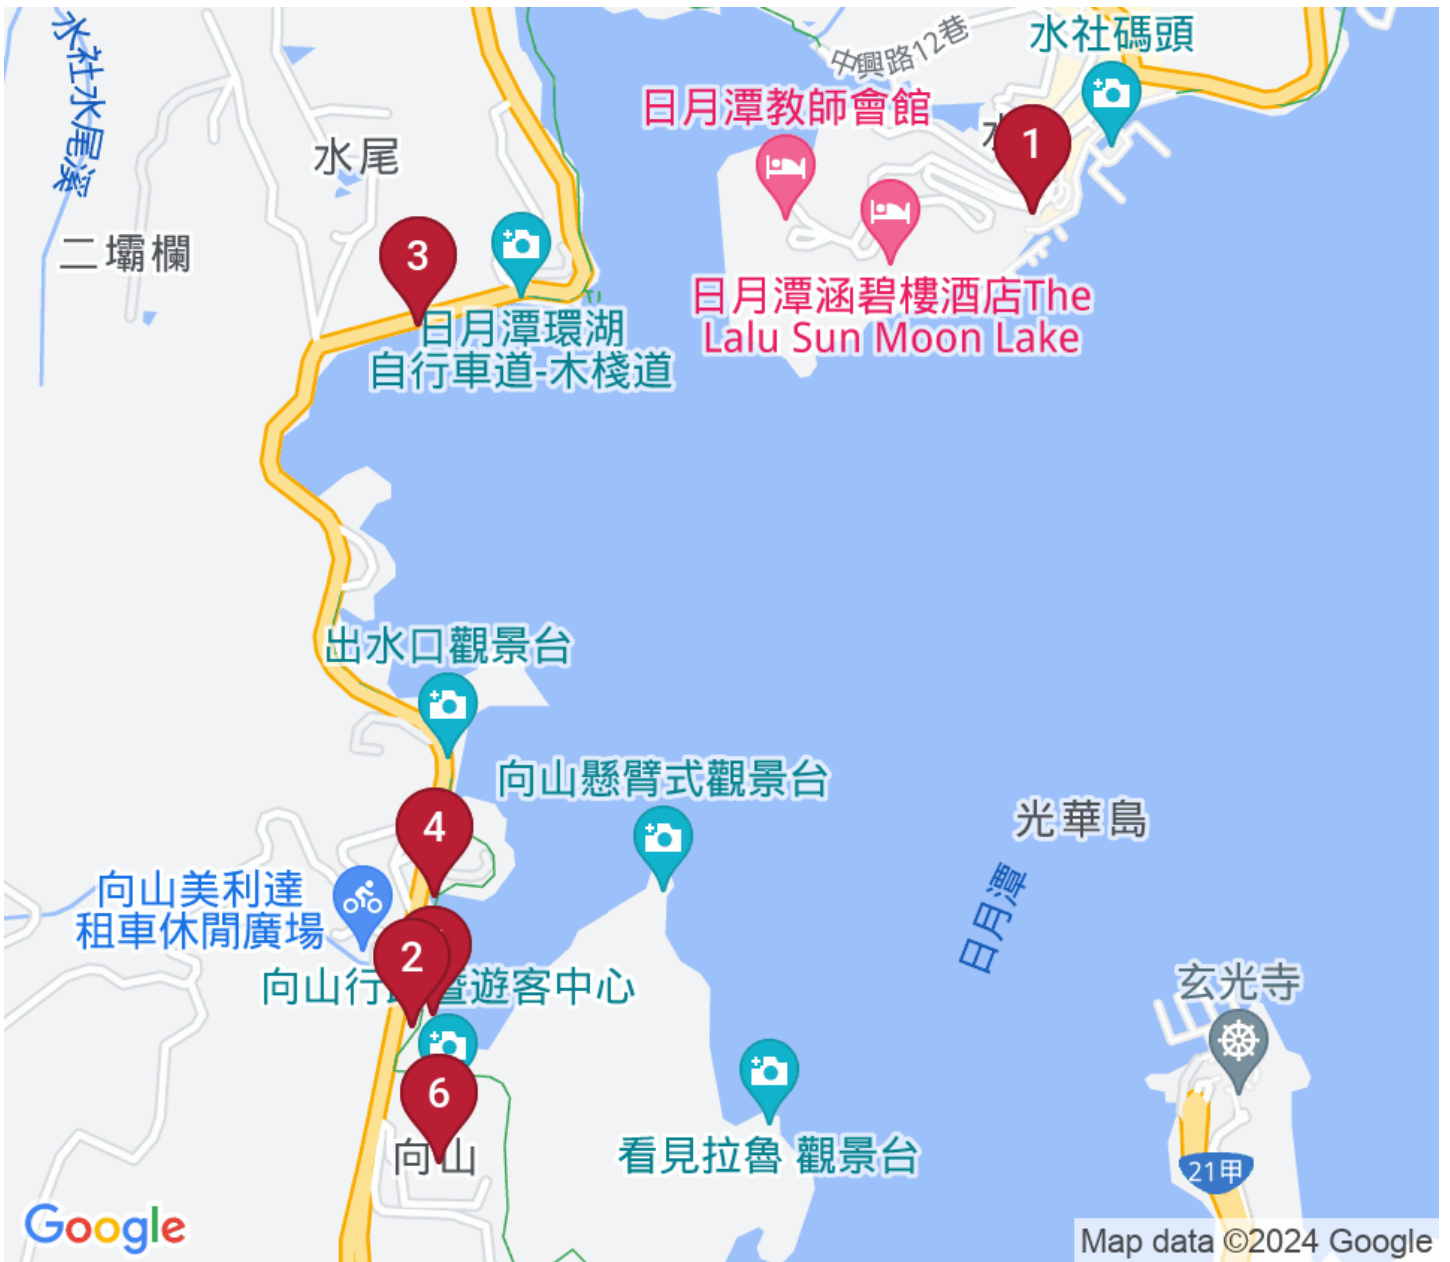 水社水尾溪
中興路12巷
水社碼頭
日月潭教師會館
1
水尾
二壩欄
3
日月潭涵碧樓酒店The
Lalu Sun Moon Lake
日月潭環湖
自行車道-木棧道
出水口觀景台
向山懸臂式觀景台
光華島
4
日月潭
向山美利達
租車休閒廣場
2
向山行政暨遊客中心
玄光寺
6
向山
看見拉魯 觀景台
21甲
Google
Map data ©2024 Google